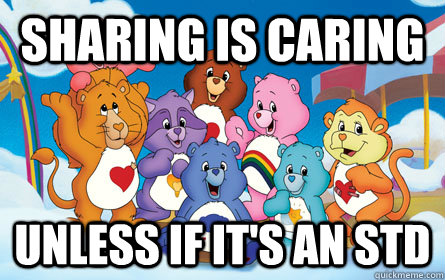 SHARING IS CARING
UNLESS IF IT'S AN STD
quickmeme.com